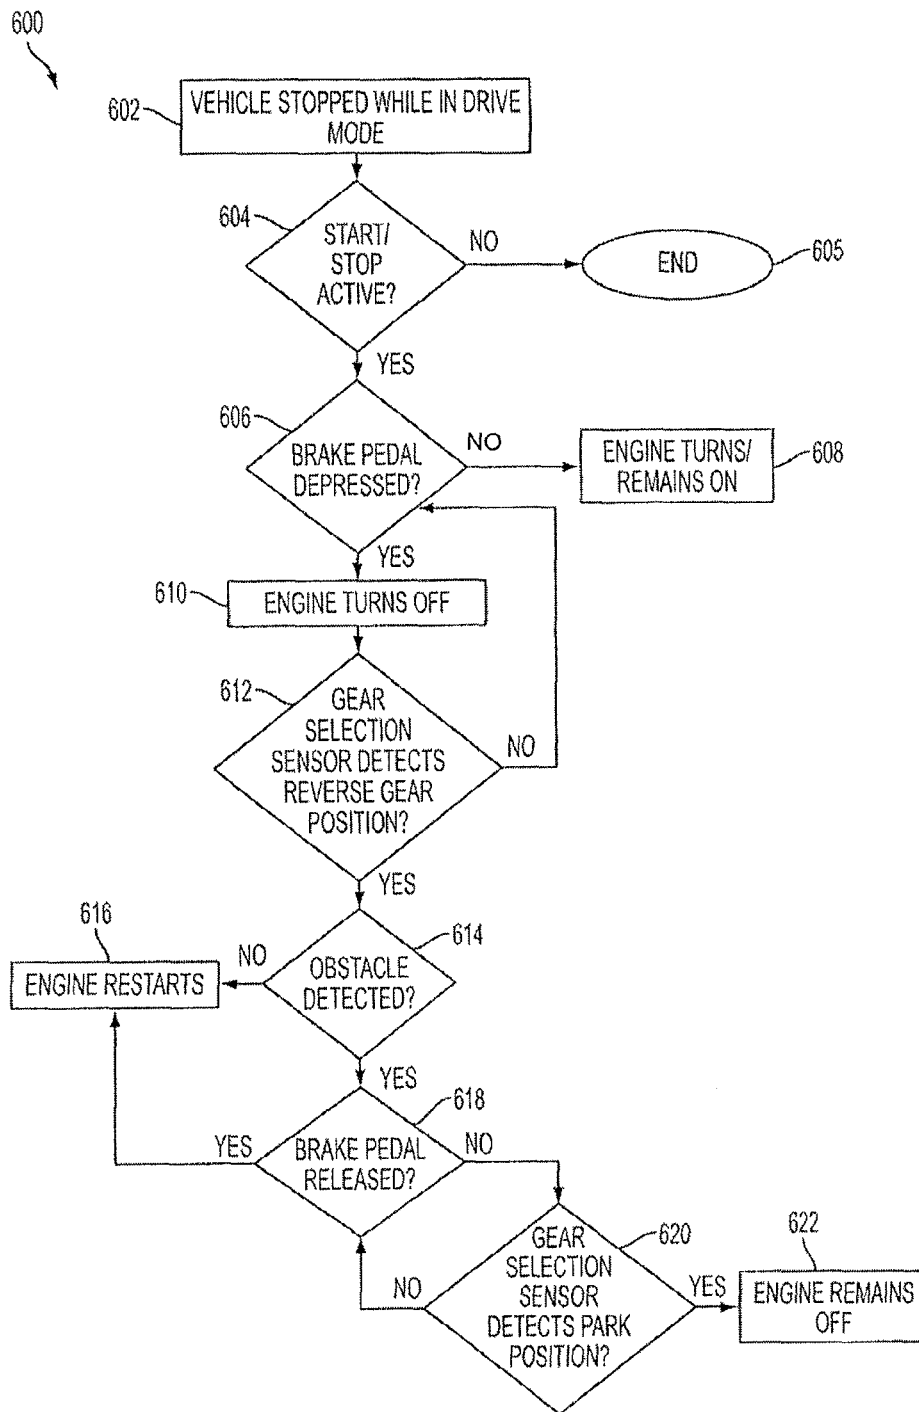 600
602
VEHICLE STOPPED WHILE IN DRIVE
MODE
604
START/
STOP
ACTIVE?
NO
END
605
YES
606
BRAKE PEDAL
DEPRESSED?
NO
ENGINE TURNS/
REMAINS ON
608
YES
610
ENGINE TURNS OFF
612
GEAR
SELECTION
SENSOR DETECTS
REVERSE GEAR
POSITION?
NO
YES
616
ENGINE RESTARTS
NO
614
OBSTACLE
DETECTED?
YES
618
YES
BRAKE PEDAL
RELEASED?
NO
620
GEAR
SELECTION
SENSOR
DETECTS PARK
POSITION?
NO
YES
622
ENGINE REMAINS
OFF